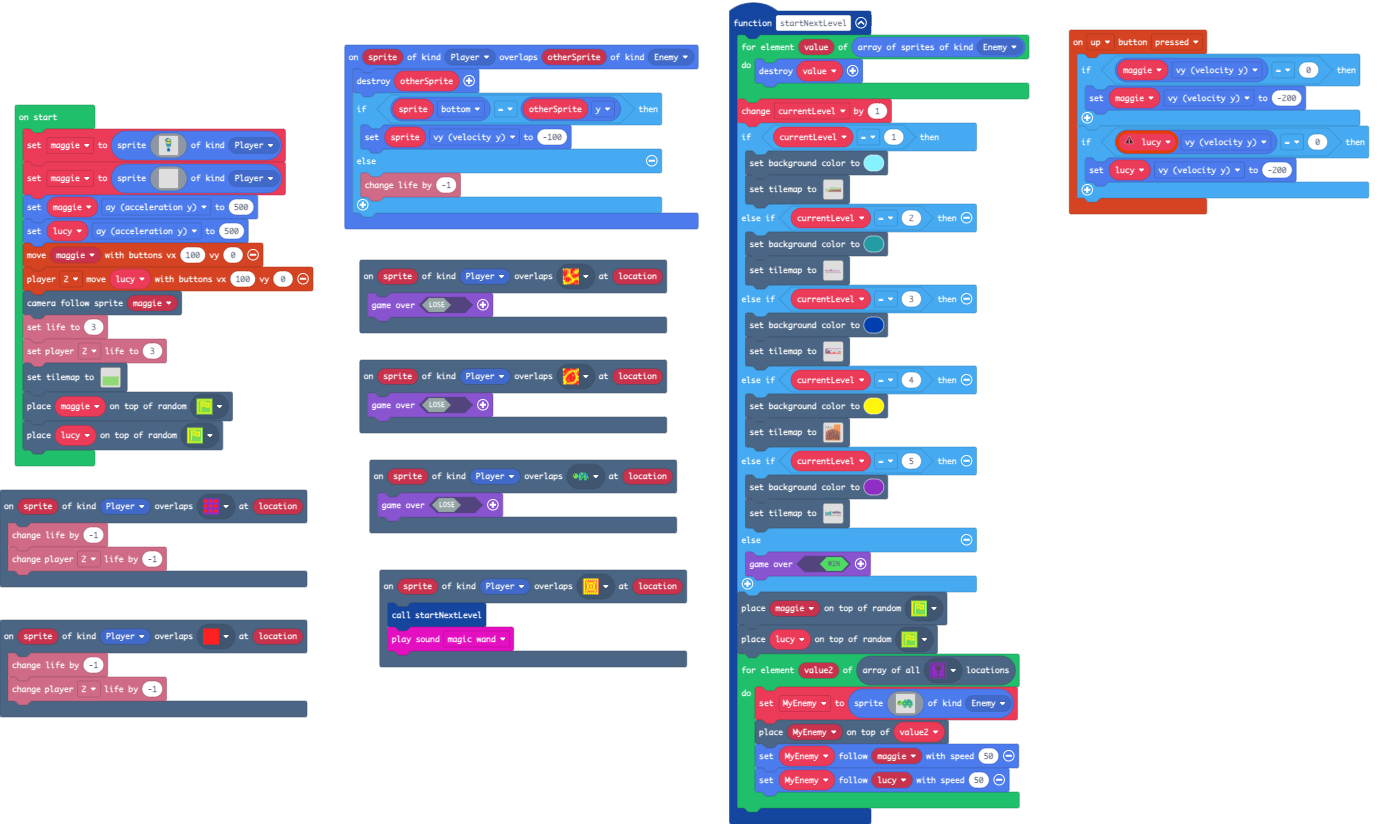 on start
set maggie to sprite of kind Player
set maggie to sprite of kind Player
set maggie ay (acceleration y) to 500
set lucy ay (acceleration y) to 500
move maggie with buttons vx 100 vy 0
player 2 move lucy with buttons vx 100 vy 0
camera follow sprite maggie
set life to 3
set player 2 life to 3
set tilemap to
place maggie on top of random
place lucy on top of random
on sprite of kind Player overlaps at location
change life by -1
change player 2 life by -1
on sprite of kind Player overlaps at location
change life by -1
change player 2 life by -1
on sprite of kind Player overlaps otherSprite of kind Enemy
destroy otherSprite
if sprite bottom = otherSprite y then
set sprite vy (velocity y) to -100
else
change life by -1
on sprite of kind Player overlaps at location
game over LOSE
on sprite of kind Player overlaps at location
game over LOSE
on sprite of kind Player overlaps at location
game over LOSE
on sprite of kind Player overlaps at location
call startNextLevel
play sound magic wand
function startNextLevel
for element value of array of sprites of kind Enemy
do
destroy value
change currentLevel by 1
if currentLevel = 1 then
set background color to
set tilemap to
else if currentLevel = 2 then
set background color to
set tilemap to
else if currentLevel = 3 then
set background color to
set tilemap to
else if currentLevel = 4 then
set background color to
set tilemap to
else if currentLevel = 5 then
set background color to
set tilemap to
else
game over WIN
place maggie on top of random
place lucy on top of random
for element value2 of array of all locations
do
set MyEnemy to sprite of kind Enemy
place MyEnemy on top of value2
set MyEnemy follow maggie with speed 50
set MyEnemy follow lucy with speed 50
on up button pressed
if maggie vy (velocity y) = 0 then
set maggie vy (velocity y) to -200
if lucy vy (velocity y) = 0 then
set lucy vy (velocity y) to -200